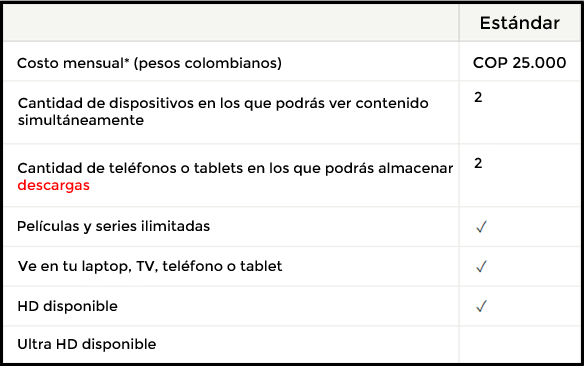 Estándar
Costo mensual* (pesos colombianos) COP 25.000
Cantidad de dispositivos en los que podrás ver contenido
simultáneamente
2
Cantidad de teléfonos o tablets en los que podrás almacenar
descargas
2
Películas y series ilimitadas ✓
Ve en tu laptop, TV, teléfono o tablet ✓
HD disponible ✓
Ultra HD disponible